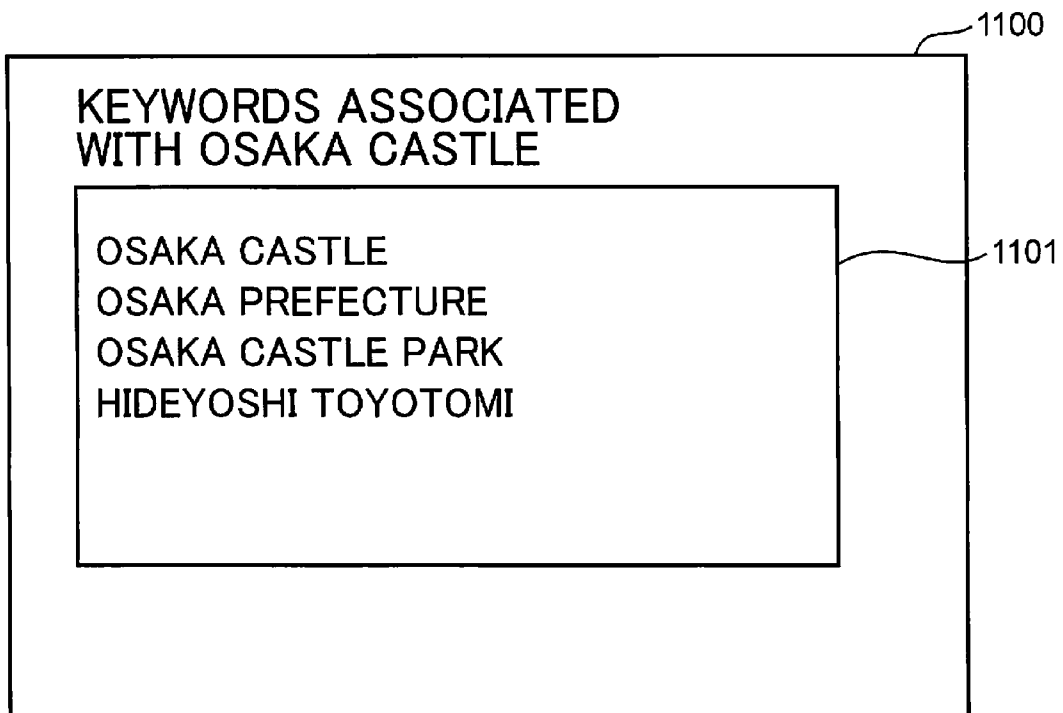 1100
KEYWORDS ASSOCIATED
WITH OSAKA CASTLE
OSAKA CASTLE
1101
OSAKA PREFECTURE
OSAKA CASTLE PARK
HIDEYOSHI TOYOTOMI